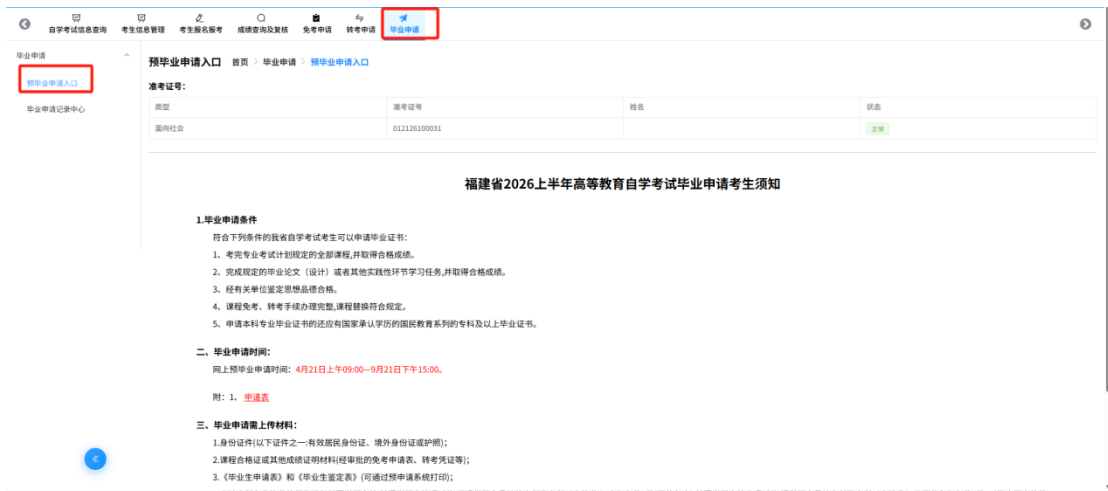 自学考试信息查询 考生信息管理 考生报名报考 成绩查询及复核 免考申请 转考申请 毕业申请
毕业申请
预毕业申请入口
毕业申请记录中心
预毕业申请入口 首页 > 毕业申请 > 预毕业申请入口
准考证号：
类型 准考证号 姓名 状态
面向社会 012126100031 正常
福建省2026上半年高等教育自学考试毕业申请考生须知
1.毕业申请条件
符合下列条件的我省自学考试考生可以申请毕业证书：
1、考完专业考试计划规定的全部课程,并取得合格成绩。
2、完成规定的毕业论文（设计）或者其他实践性环节学习任务,并取得合格成绩。
3、经有关单位鉴定思想品德合格。
4、课程免考、转考手续办理完整,课程替换符合规定。
5、申请本科专业毕业证书的还应有国家承认学历的国民教育系列的专科及以上毕业证书。
二、毕业申请时间：
网上预毕业申请时间：4月21日上午09:00—9月21日下午15:00。
附：1、申请表
三、毕业申请需上传材料：
1.身份证件(以下证件之一:有效居民身份证、境外身份证或护照)；
2.课程合格证或其他成绩证明材料(经审批的免考申请表、转考凭证等)；
3.《毕业生申请表》和《毕业生鉴定表》(可通过预申请系统打印)；